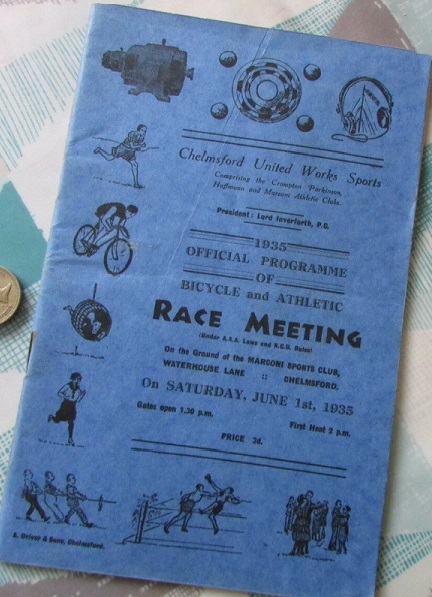 Chelmsford United Works Sports
Comprising the Crompton Parkinson,
Hoffmann and Marconi Athletic Clubs.
President : Lord Inverforth, P.C.
1935
OFFICIAL PROGRAMME
OF
BICYCLE and ATHLETIC
RACE MEETING
(Under A.A.A. Laws and N.C.U. Rules)
On the Ground of the MARCONI SPORTS CLUB,
WATERHOUSE LANE :: CHELMSFORD.
On SATURDAY, JUNE 1st, 1935
Gates open 1.30 p.m. First Heat 2 p.m.
PRICE 3d.
A. Driver & Sons, Chelmsford.